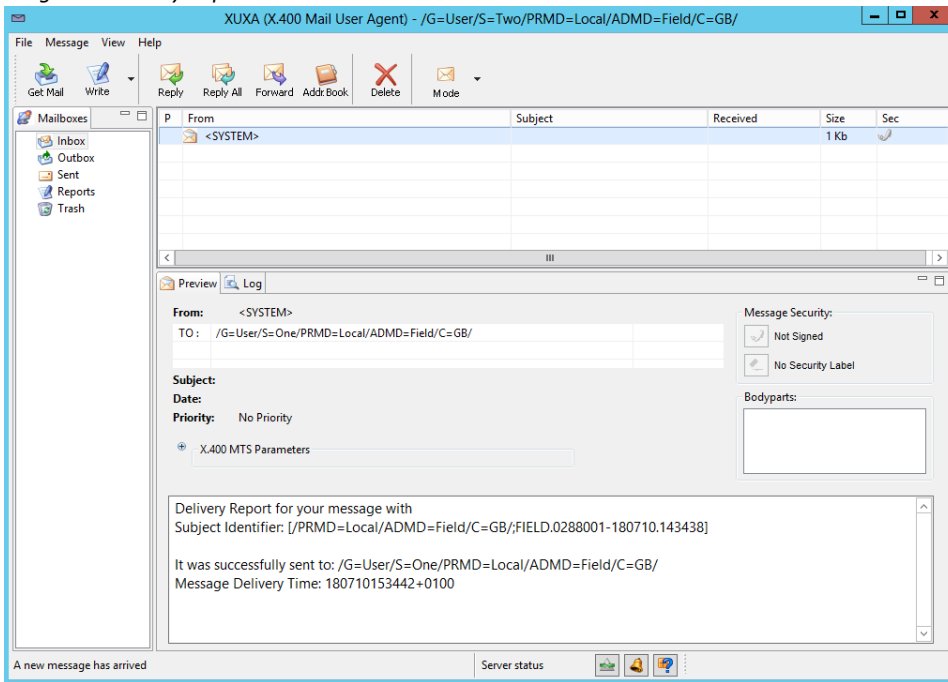 XUXA (X.400 Mail User Agent) - /G=User/S=Two/PRMD=Local/ADMD=Field/C=GB/
File Message View Help
Get Mail Write Reply Reply All Forward Addr Book Delete Mode
Mailboxes
Inbox
Outbox
Sent
Reports
Trash
P From Subject Received Size Sec
<SYSTEM> 1 Kb
Preview Log
From: <SYSTEM>
TO : /G=User/S=One/PRMD=Local/ADMD=Field/C=GB/
Subject:
Date:
Priority: No Priority
X.400 MTS Parameters
Message Security:
Not Signed
No Security Label
Bodyparts:
Delivery Report for your message with
Subject Identifier: [/PRMD=Local/ADMD=Field/C=GB/;FIELD.0288001-180710.143438]
It was successfully sent to: /G=User/S=One/PRMD=Local/ADMD=Field/C=GB/
Message Delivery Time: 180710153442+0100
A new message has arrived
Server status